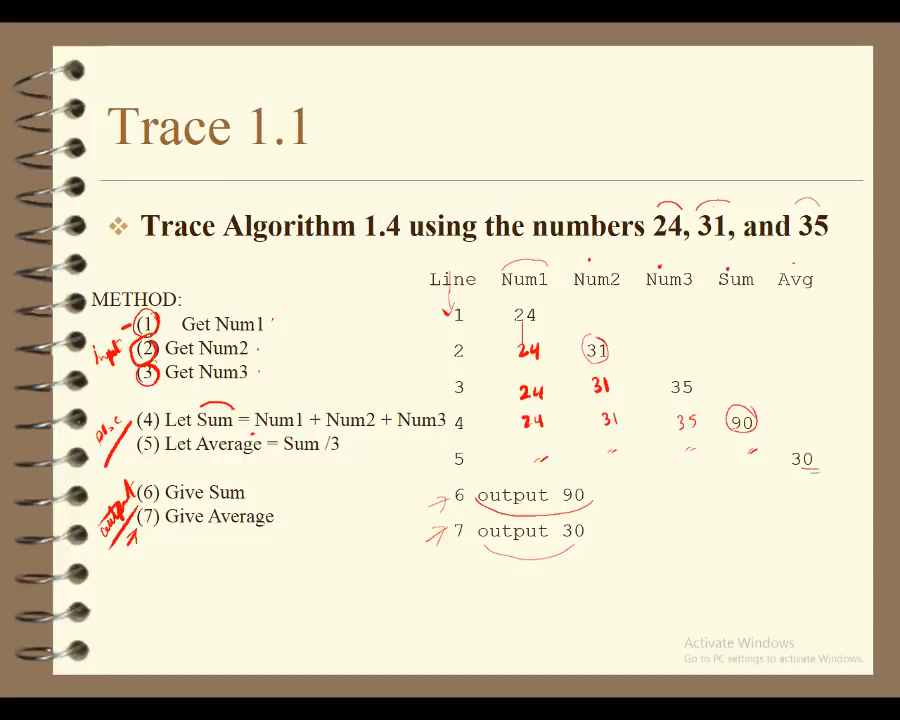 Trace 1.1
❖ Trace Algorithm 1.4 using the numbers 24, 31, and 35
METHOD:
(1) Get Num1
(2) Get Num2
(3) Get Num3
(4) Let Sum = Num1 + Num2 + Num3
(5) Let Average = Sum /3
(6) Give Sum
(7) Give Average
input
output
Line Num1 Num2 Num3 Sum Avg
1 24
2 24 31
3 24 31 35
4 24 31 35 90
5 " " " " 30
6 output 90
7 output 30
Activate Windows
Go to PC settings to activate Windows.